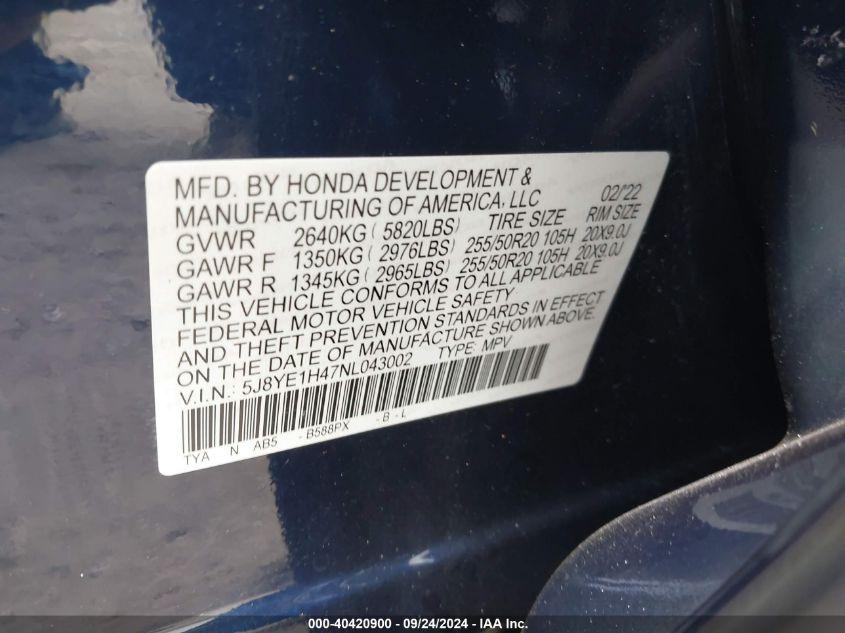 MFD. BY HONDA DEVELOPMENT &
MANUFACTURING OF AMERICA, LLC 02/'22
GVWR 2640KG ( 5820LBS) TIRE SIZE RIM SIZE
GAWR F 1350KG ( 2976LBS) 255/50R20 105H 20X9.0J
GAWR R 1345KG ( 2965LBS) 255/50R20 105H 20X9.0J
THIS VEHICLE CONFORMS TO ALL APPLICABLE
FEDERAL MOTOR VEHICLE SAFETY
AND THEFT PREVENTION STANDARDS IN EFFECT
ON THE DATE OF MANUFACTURE SHOWN ABOVE.
V.I.N.: 5J8YE1H47NL043002 TYPE: MPV
TYA N AB5 - B588PX - B - L
000-40420900 - 09/24/2024 - IAA Inc.